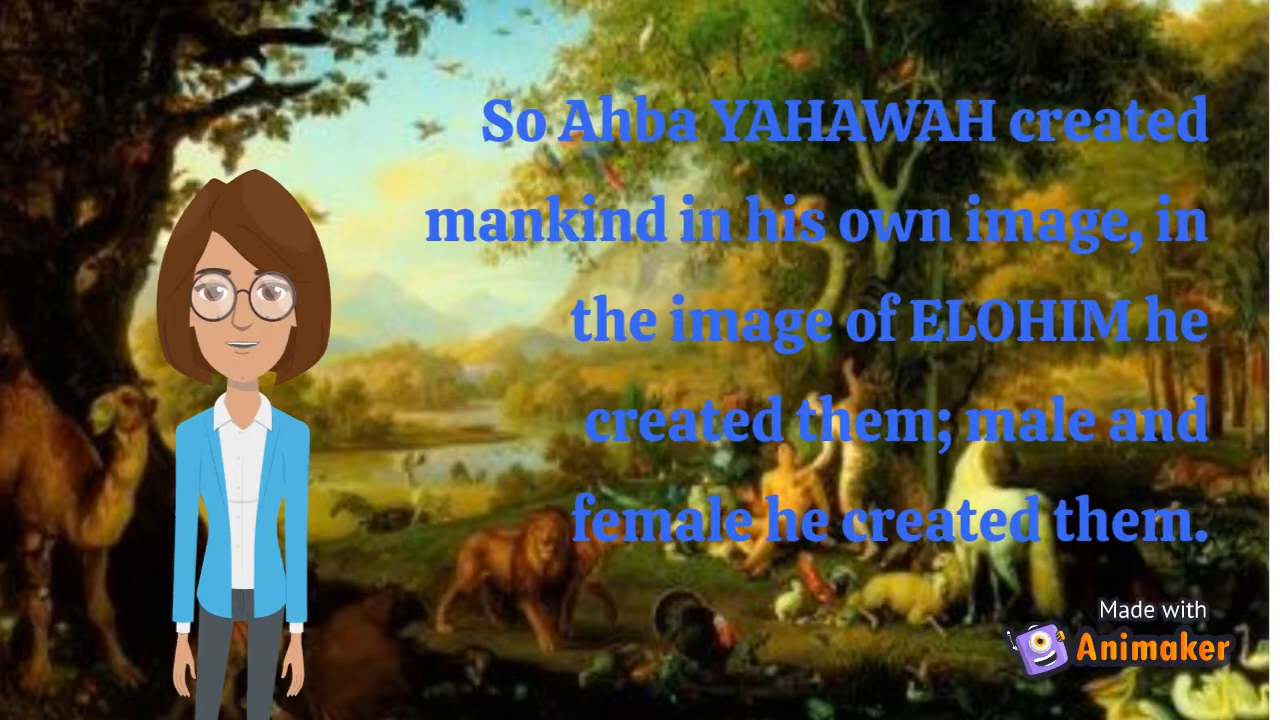 So Ahba YAHAWAH created
mankind in his own image, in
the image of ELOHIM he
created them; male and
female he created them.
Made with
Animaker